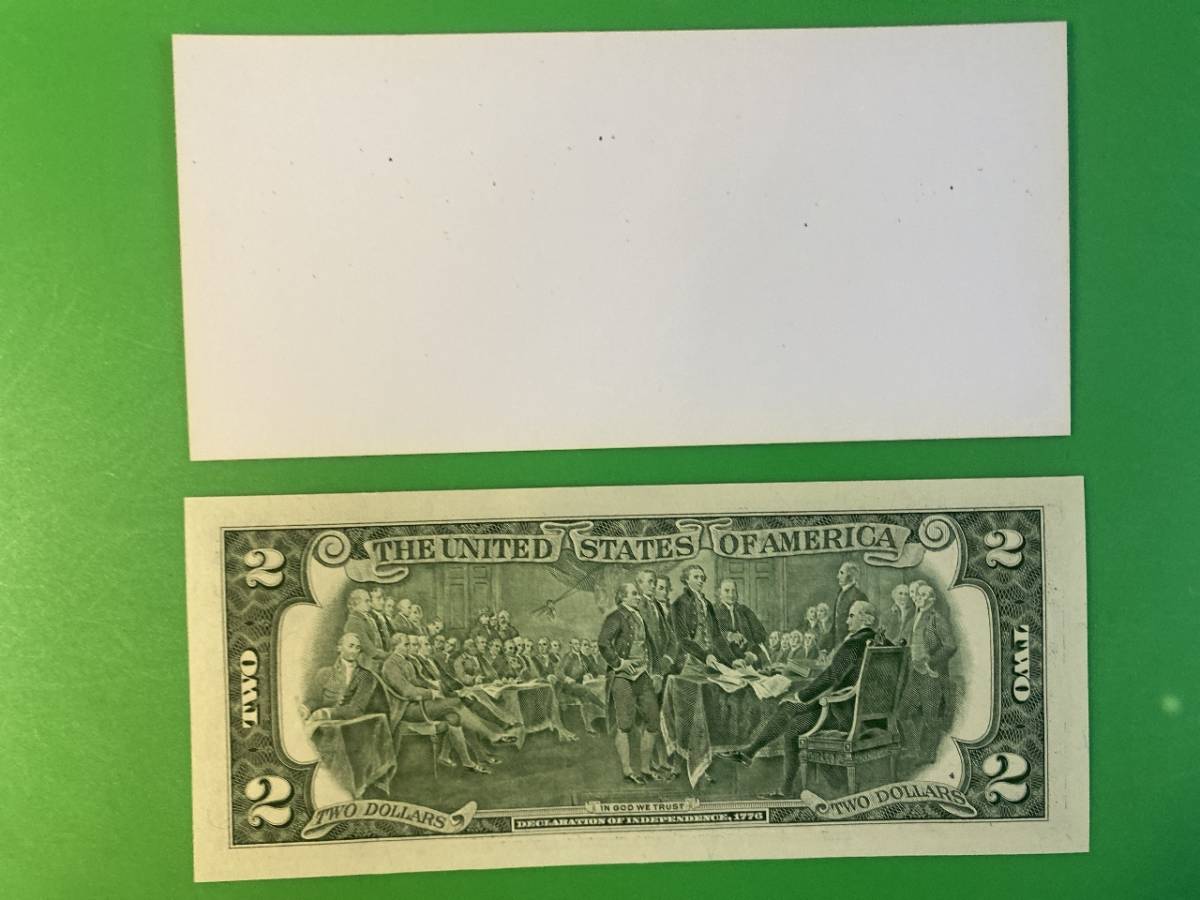 THE UNITED STATES OF AMERICA
2
2
TWO
TWO
2
2
TWO DOLLARS
IN GOD WE TRUST
TWO DOLLARS
DECLARATION OF INDEPENDENCE, 1776
4